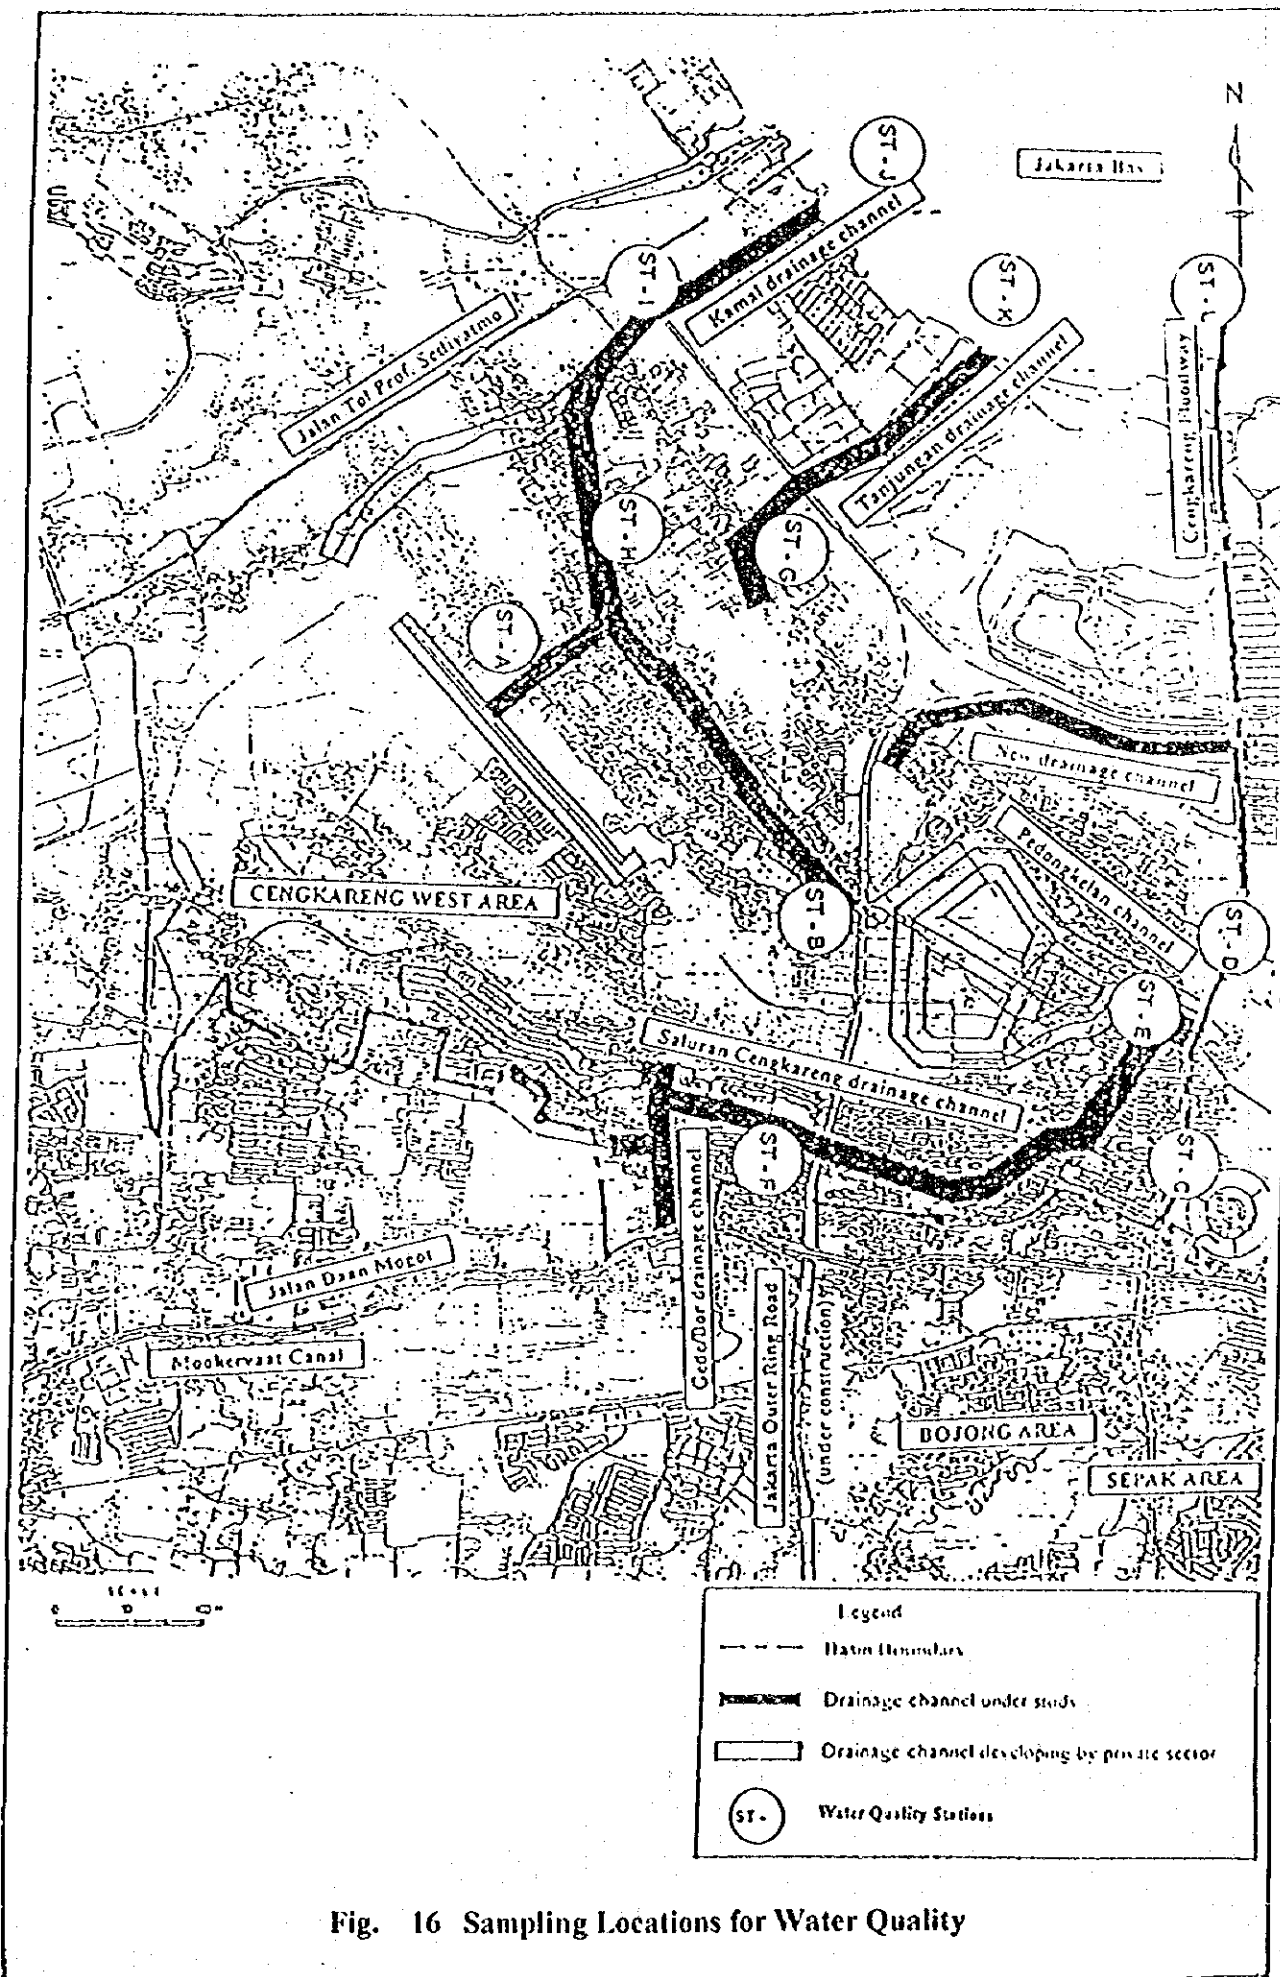 N
ST-J
Jakarta Bay
Kamal drainage channel
ST-I
ST-K
ST-L
Jalan Tol Prof. Sediyatmo
Tanjungan drainage channel
Cengkareng Floodway
ST-H
ST-G
ST-A
New drainage channel
Pedongkelan channel
CENGKARENG WEST AREA
ST-B
ST-D
ST-E
Saluran Cengkareng drainage channel
ST-F
ST-C
Gede/Bor drainage channel
Jalan Daan Mogot
Mookervaat Canal
Jakarta Outer Ring Road
(under construction)
BOJONG AREA
SEPAK AREA
Legend
Basin Boundary
Drainage channel under study
Drainage channel developing by private sector
ST-
Water Quality Stations
Fig. 16 Sampling Locations for Water Quality